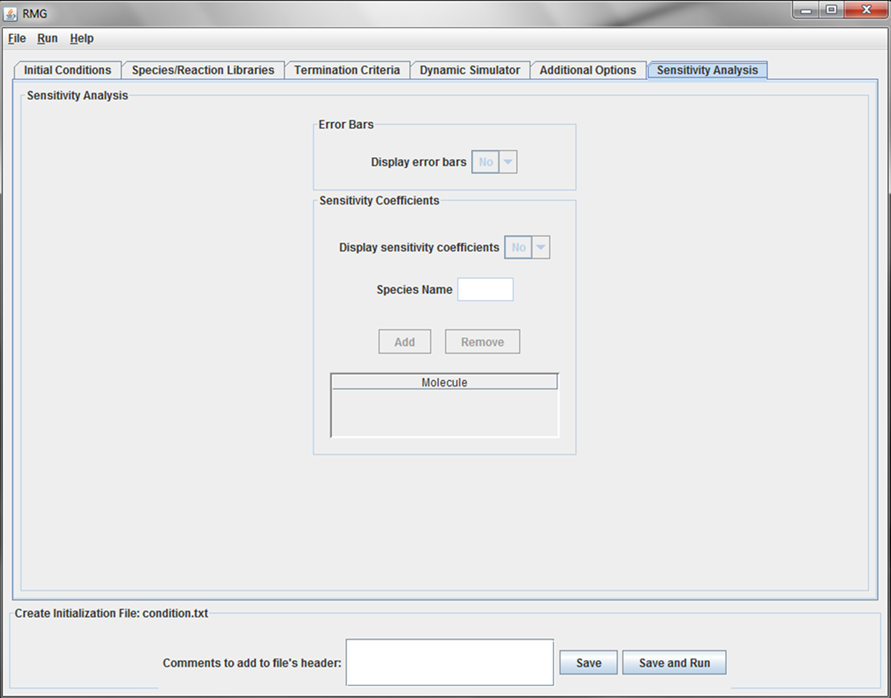 RMG
File Run Help
Initial Conditions Species/Reaction Libraries Termination Criteria Dynamic Simulator Additional Options Sensitivity Analysis
Sensitivity Analysis
Error Bars
Display error bars No
Sensitivity Coefficients
Display sensitivity coefficients No
Species Name
Add Remove
Molecule
Create Initialization File: condition.txt
Comments to add to file's header: Save Save and Run